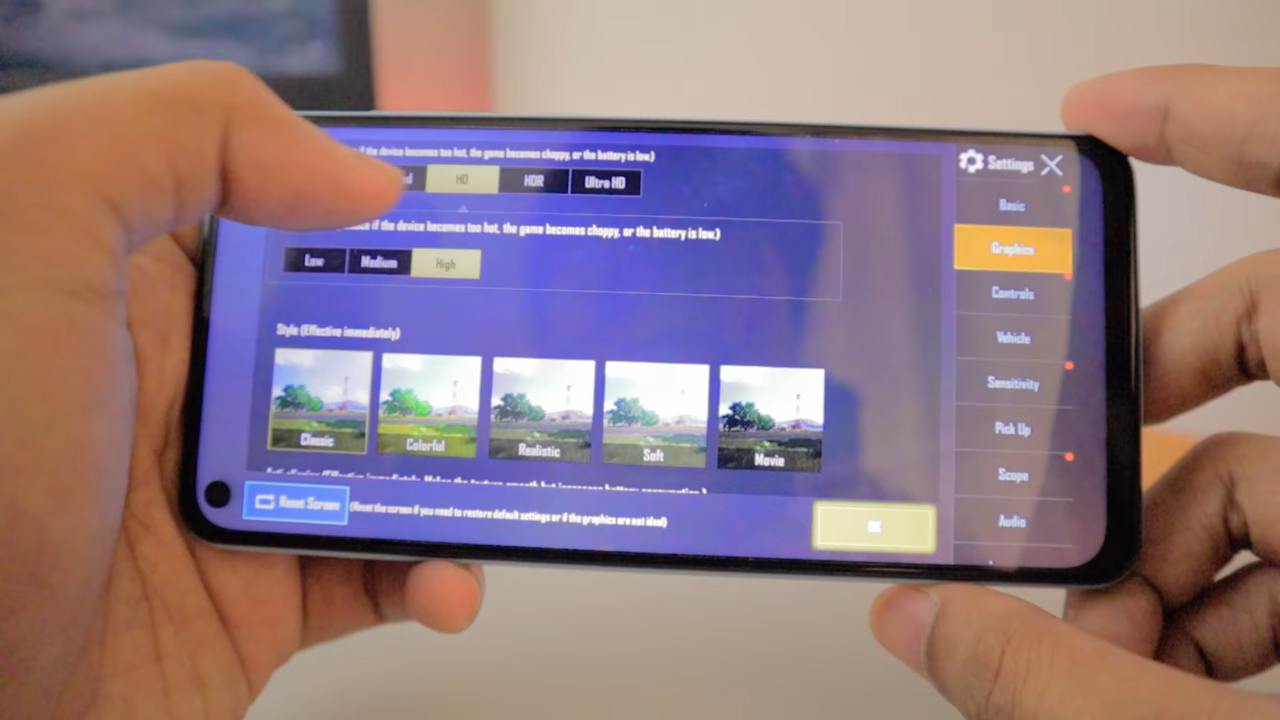 if the device becomes too hot, the game becomes choppy, or the battery is low.)
HD HDR Ultra HD
if the device becomes too hot, the game becomes choppy, or the battery is low.)
Low Medium High
Style (Effective immediately)
Classic Colorful Realistic Soft Movie
Reset Screen (Reset the screen if you need to restore default settings or if the graphics are not ideal)
OK
Settings
Basic
Graphics
Controls
Vehicle
Sensitivity
Pick Up
Scope
Audio